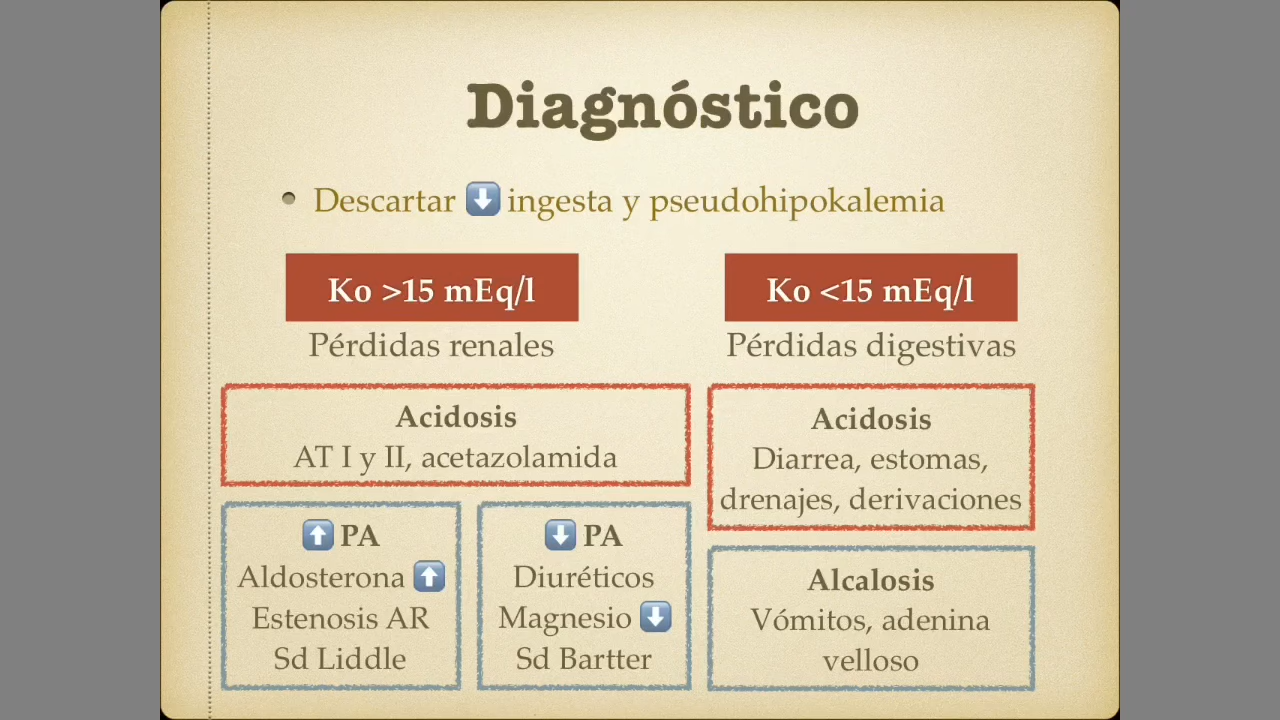 Diagnóstico
Descartar ⬇️ ingesta y pseudohipokalemia
Ko >15 mEq/l
Pérdidas renales
Acidosis
AT I y II, acetazolamida
⬆️ PA
Aldosterona ⬆️
Estenosis AR
Sd Liddle
⬇️ PA
Diuréticos
Magnesio ⬇️
Sd Bartter
Ko <15 mEq/l
Pérdidas digestivas
Acidosis
Diarrea, estomas,
drenajes, derivaciones
Alcalosis
Vómitos, adenina
velloso